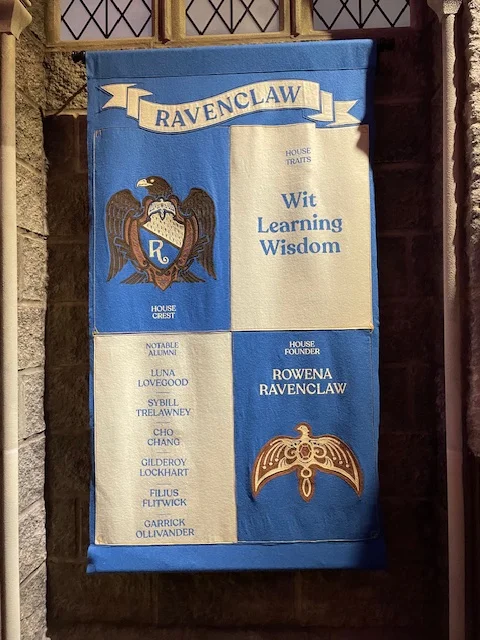 RAVENCLAW
R
HOUSE
CREST
HOUSE
TRAITS
Wit
Learning
Wisdom
NOTABLE
ALUMNI
LUNA
LOVEGOOD
SYBILL
TRELAWNEY
CHO
CHANG
GILDEROY
LOCKHART
FILIUS
FLITWICK
GARRICK
OLLIVANDER
HOUSE
FOUNDER
ROWENA
RAVENCLAW